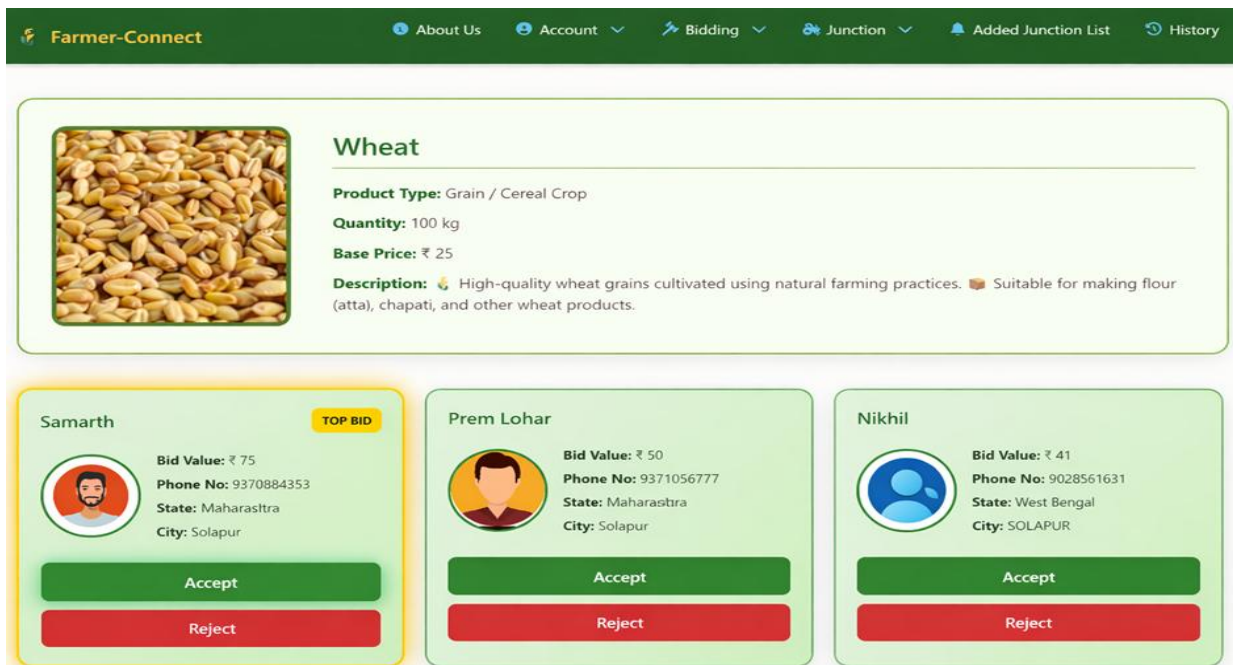 Farmer-Connect
About Us
Account
Bidding
Junction
Added Junction List
History
Wheat
Product Type: Grain / Cereal Crop
Quantity: 100 kg
Base Price: ₹ 25
Description: High-quality wheat grains cultivated using natural farming practices. Suitable for making flour
(atta), chapati, and other wheat products.
Samarth
TOP BID
Bid Value: ₹ 75
Phone No: 9370884353
State: Maharasltra
City: Solapur
Accept
Reject
Prem Lohar
Bid Value: ₹ 50
Phone No: 9371056777
State: Maharasbra
City: Solapur
Accept
Reject
Nikhil
Bid Value: ₹ 41
Phone No: 9028561631
State: West Bengal
City: SOLAPUR
Accept
Reject